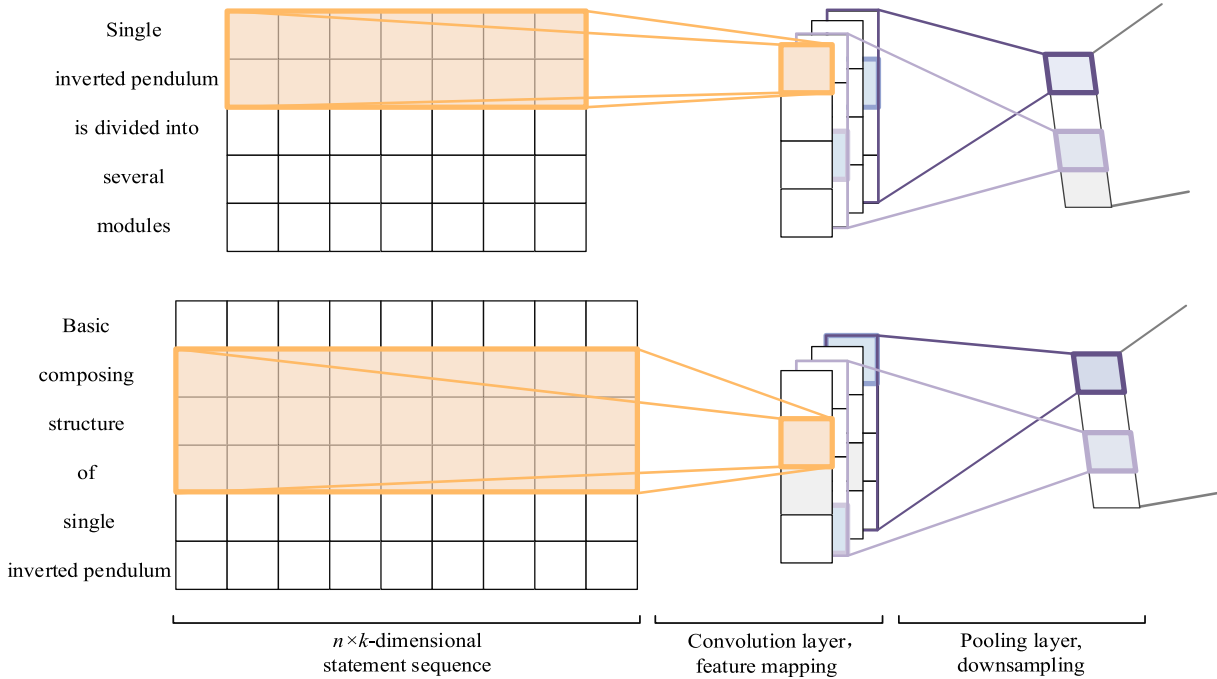 Single
inverted pendulum
is divided into
several
modules
Basic
composing
structure
of
single
inverted pendulum
n×k-dimensional
statement sequence
Convolution layer，
feature mapping
Pooling layer,
downsampling